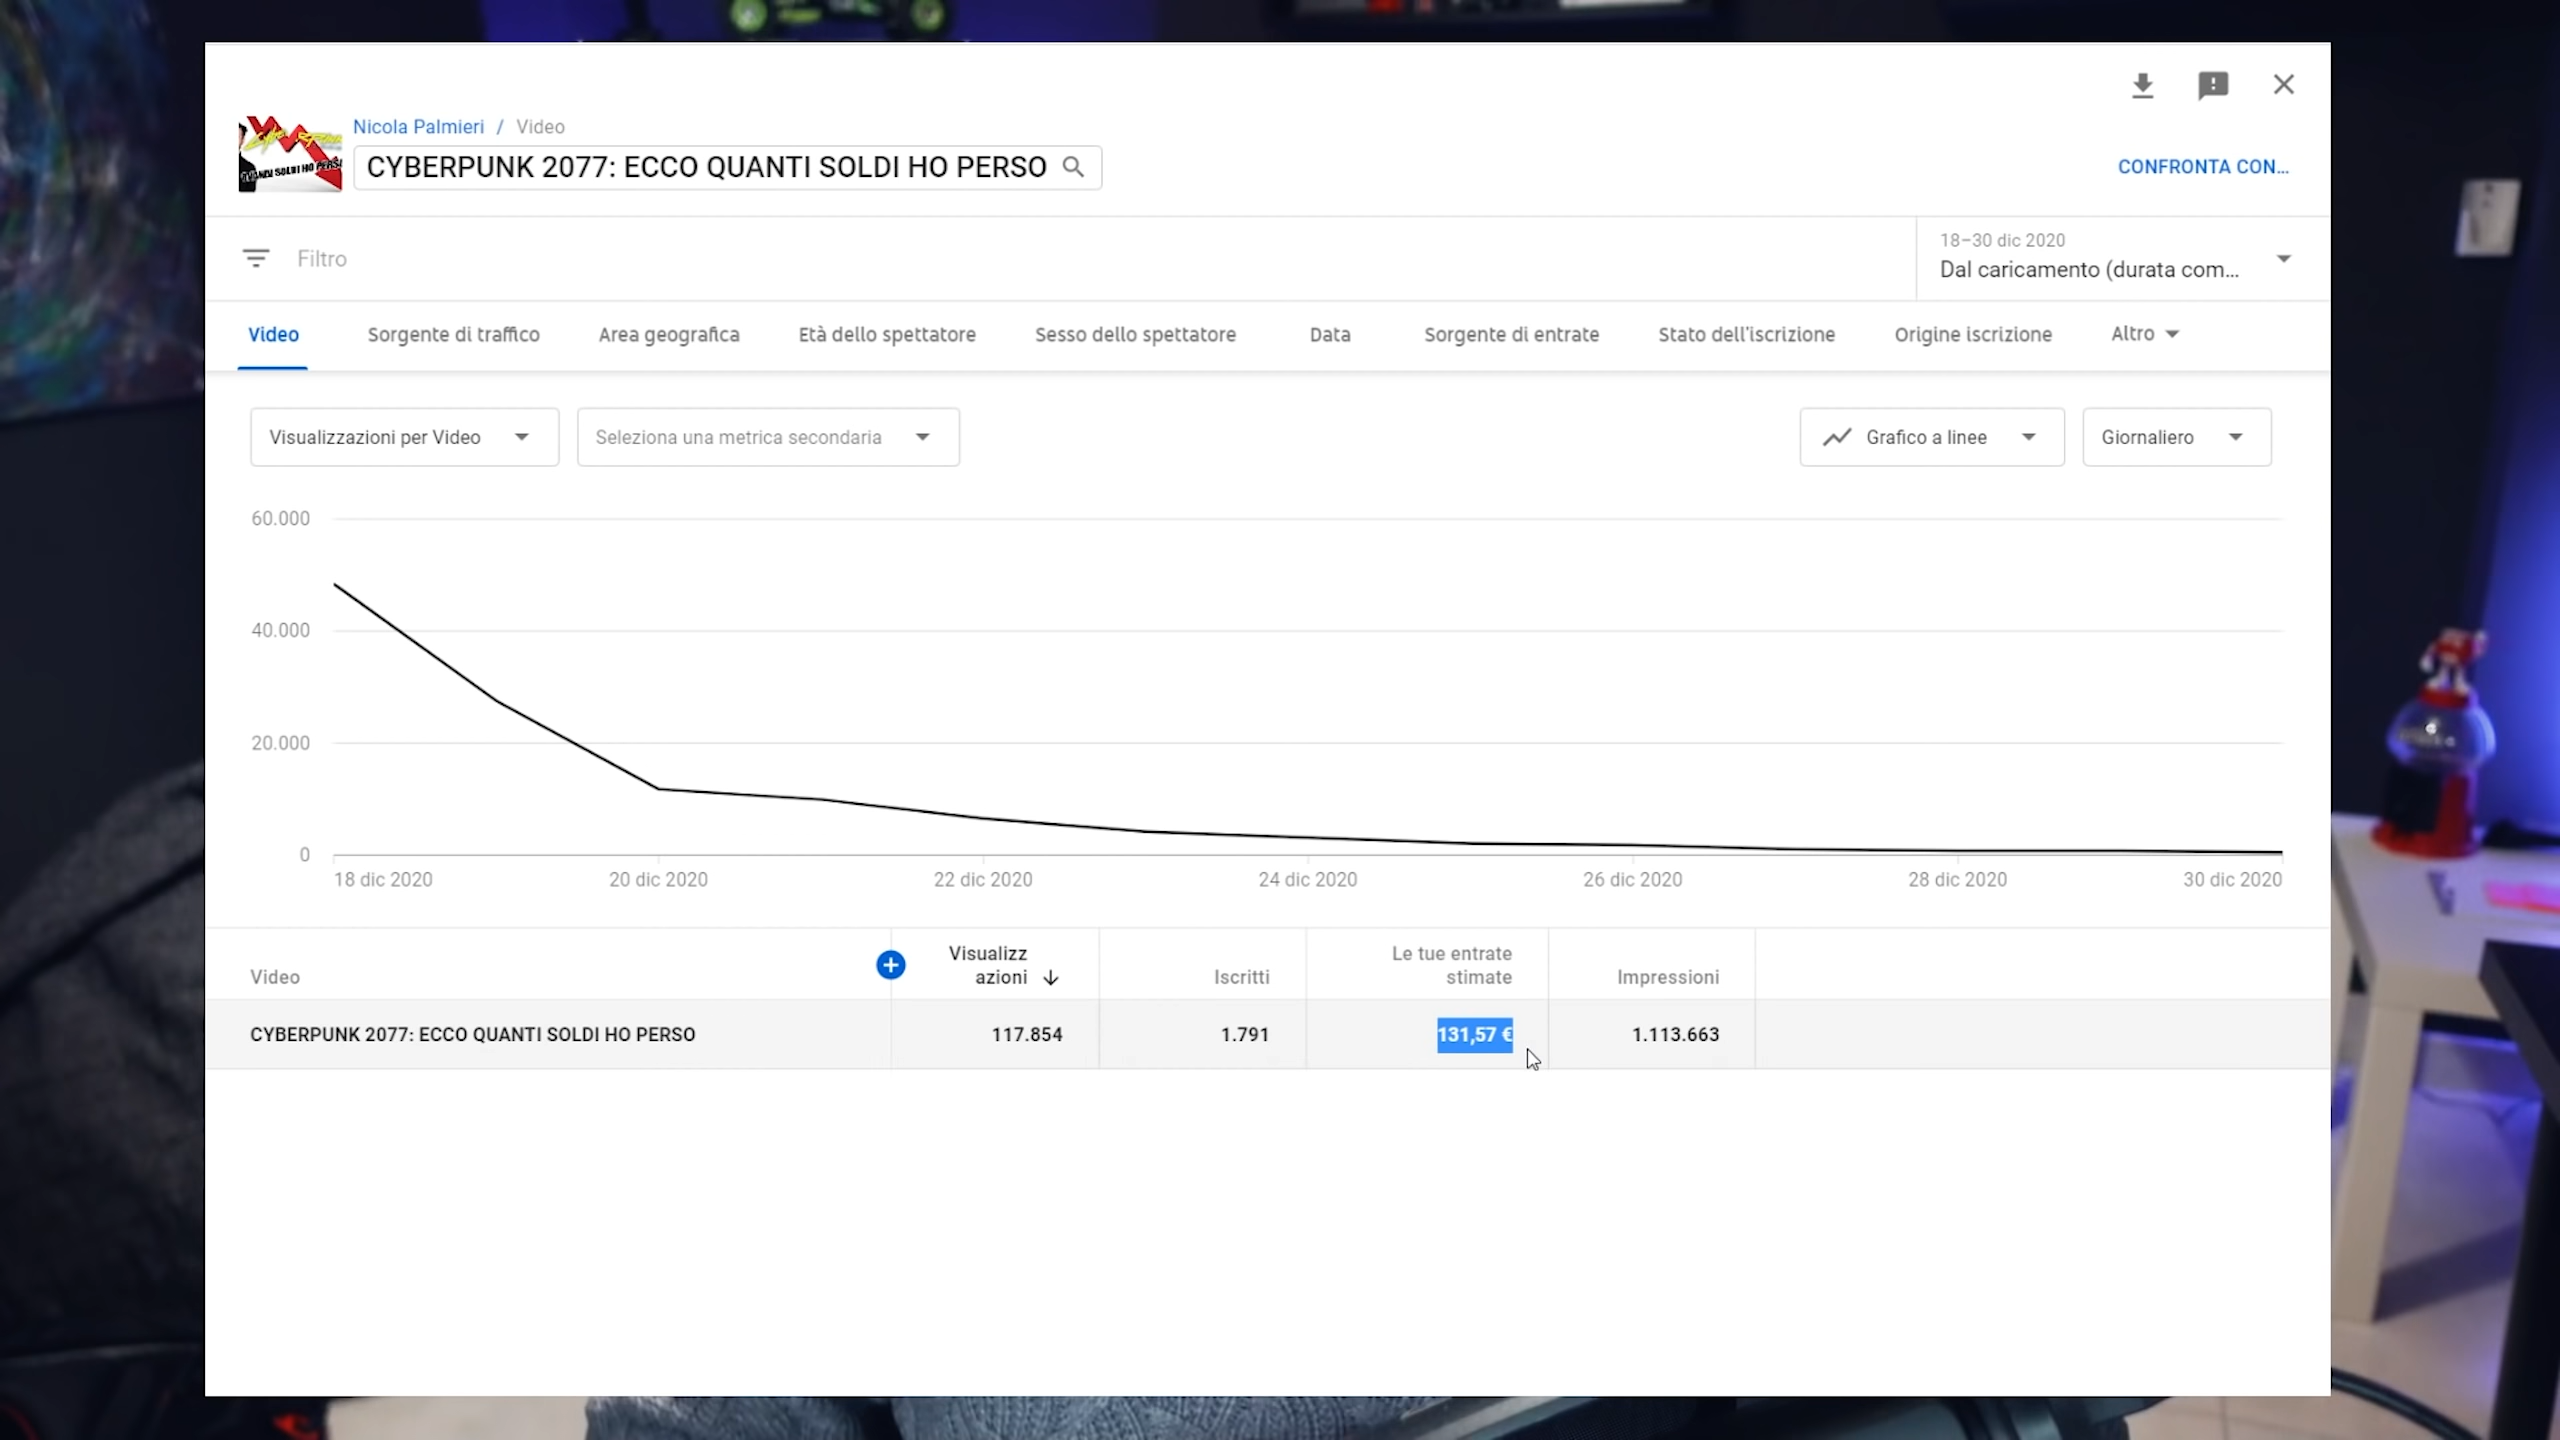 Nicola Palmieri / Video
CYBERPUNK 2077: ECCO QUANTI SOLDI HO PERSO
CONFRONTA CON...
Filtro
18–30 dic 2020
Dal caricamento (durata com...
Video
Sorgente di traffico
Area geografica
Età dello spettatore
Sesso dello spettatore
Data
Sorgente di entrate
Stato dell'iscrizione
Origine iscrizione
Altro
Visualizzazioni per Video
Seleziona una metrica secondaria
Grafico a linee
Giornaliero
60.000
40.000
20.000
0
18 dic 2020
20 dic 2020
22 dic 2020
24 dic 2020
26 dic 2020
28 dic 2020
30 dic 2020
Video
Visualizz
azioni
Iscritti
Le tue entrate
stimate
Impressioni
CYBERPUNK 2077: ECCO QUANTI SOLDI HO PERSO
117.854
1.791
131,57 €
1.113.663